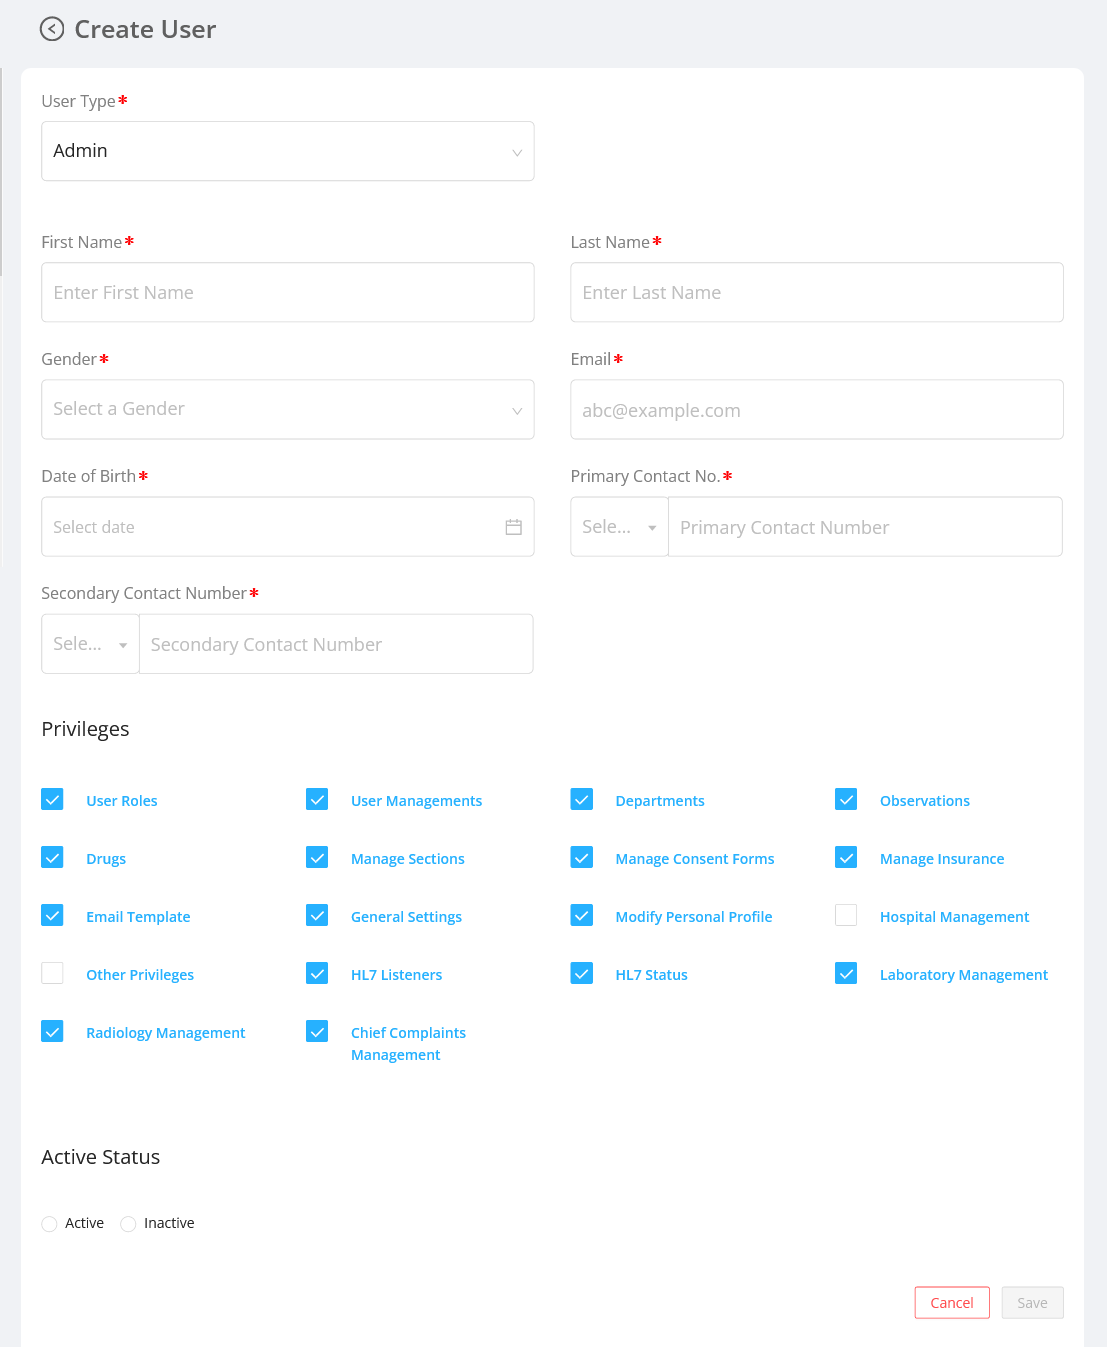 Create User
User Type*
Admin
First Name*
Last Name*
Enter First Name
Enter Last Name
Gender*
Email*
Select a Gender
abc@example.com
Date of Birth*
Primary Contact No.*
Select date
Sele...
Primary Contact Number
Secondary Contact Number*
Sele...
Secondary Contact Number
Privileges
User Roles
User Managements
Departments
Observations
Drugs
Manage Sections
Manage Consent Forms
Manage Insurance
Email Template
General Settings
Modify Personal Profile
Hospital Management
Other Privileges
HL7 Listeners
HL7 Status
Laboratory Management
Radiology Management
Chief Complaints
Management
Active Status
Active
Inactive
Cancel
Save